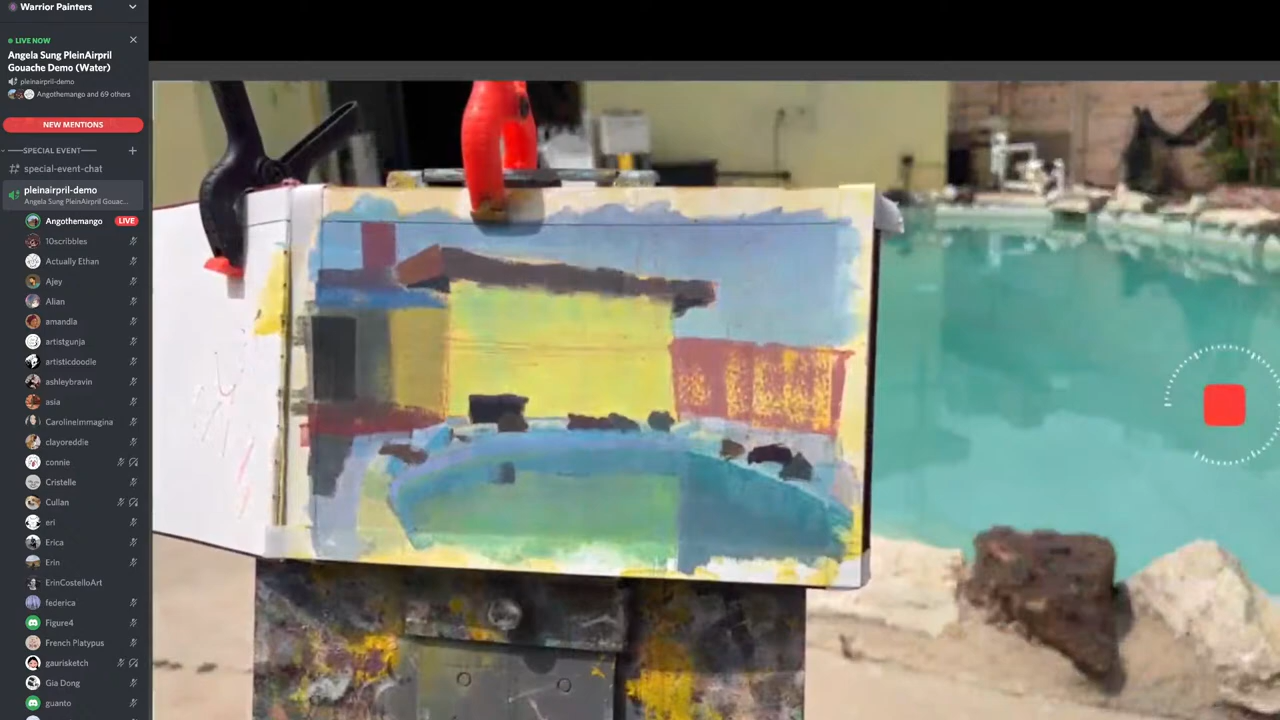 Warrior Painters
LIVE NOW
Angela Sung PleinAirpril
Gouache Demo (Water)
pleinairpril-demo
Angothemango and 69 others
NEW MENTIONS
SPECIAL EVENT
special-event-chat
pleinairpril-demo
Angela Sung PleinAirpril Gouac...
Angothemango LIVE
10scribbles
Actually Ethan
Ajey
Alian
amandla
artistgunja
artisticdoodle
ashleybravin
asia
CarolineImmagina
clayoreddie
connie
Cristelle
Cullan
eri
Erica
Erin
ErinCostelloArt
federica
Figure4
French Platypus
gaurisketch
Gia Dong
guanto